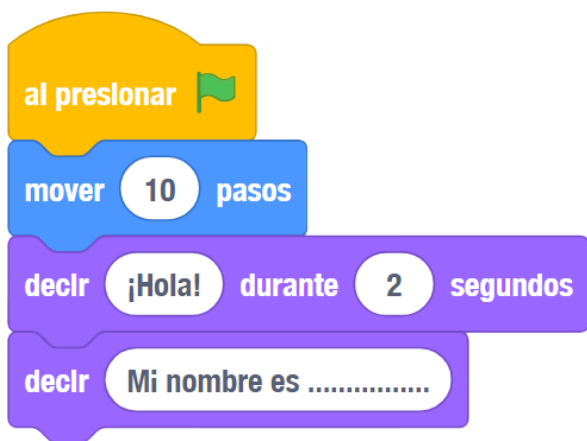 al presIonar
mover 10 pasos
decIr ¡Hola! durante 2 segundos
decIr Mi nombre es ................